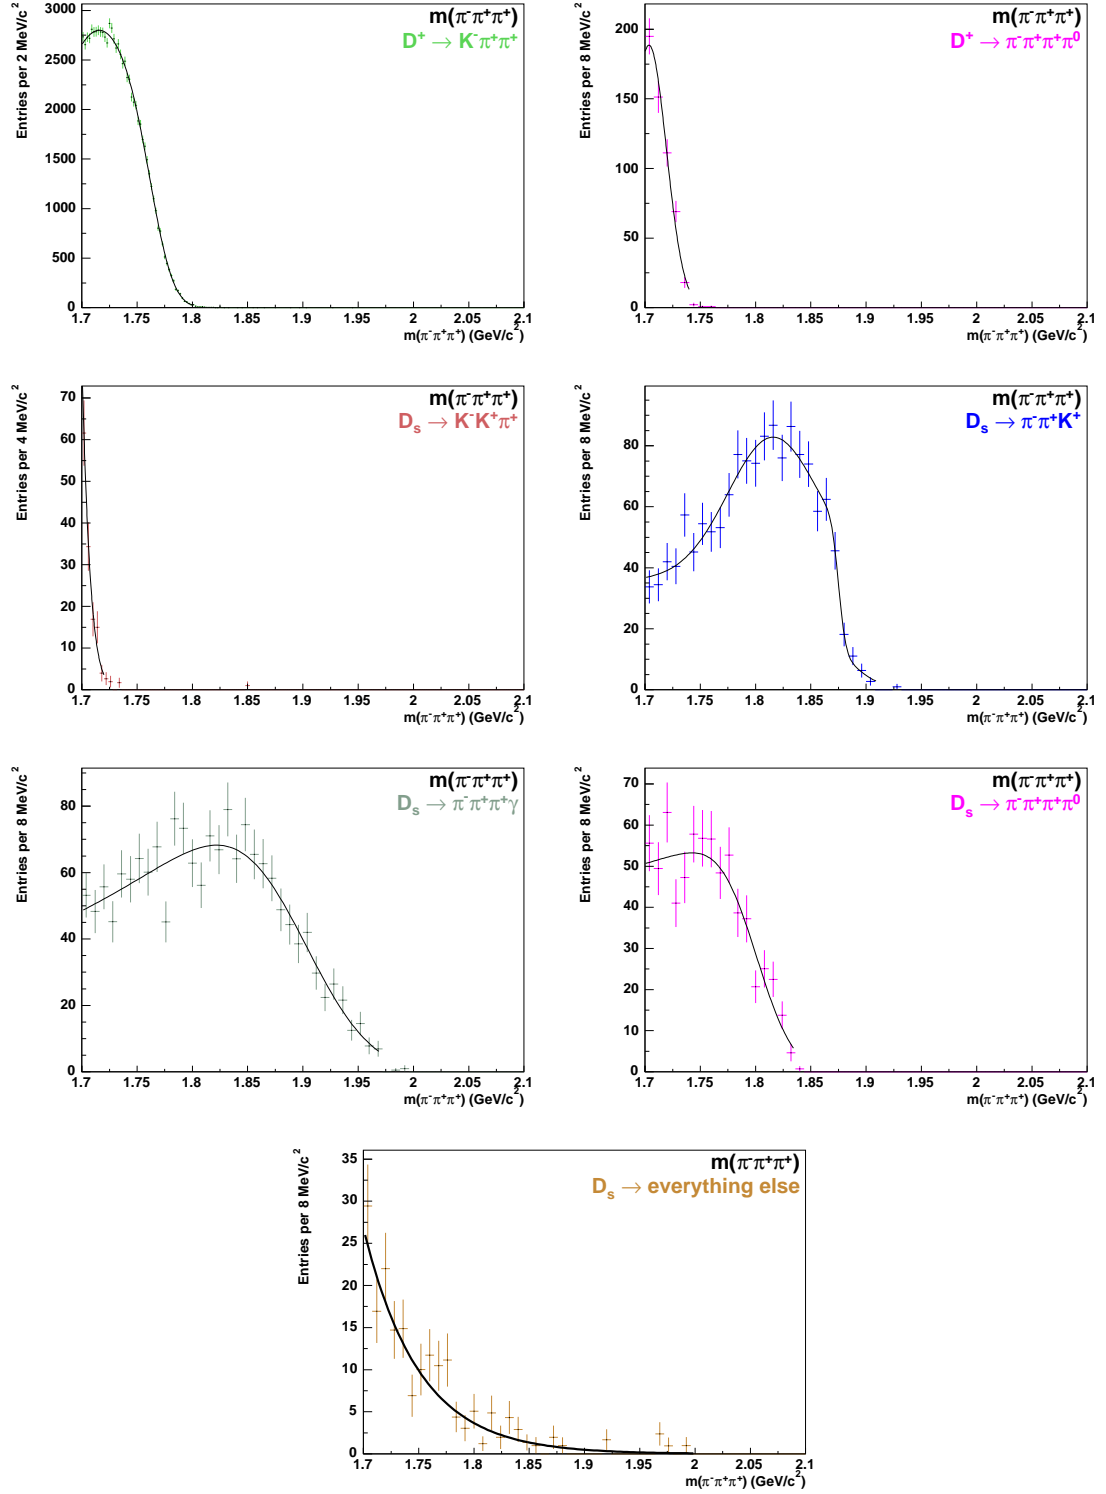 m(π⁻π⁺π⁺)
D⁺ → K⁻π⁺π⁺
Entries per 2 MeV/c²
3000
2500
2000
1500
1000
500
0
1.7 1.75 1.8 1.85 1.9 1.95 2 2.05 2.1
m(π⁻π⁺π⁺) (GeV/c²)
m(π⁻π⁺π⁺)
D⁺ → π⁻π⁺π⁺π⁰
Entries per 8 MeV/c²
200
150
100
50
0
1.7 1.75 1.8 1.85 1.9 1.95 2 2.05 2.1
m(π⁻π⁺π⁺) (GeV/c²)
m(π⁻π⁺π⁺)
Dₛ → K⁻K⁺π⁺
Entries per 4 MeV/c²
70
60
50
40
30
20
10
0
1.7 1.75 1.8 1.85 1.9 1.95 2 2.05 2.1
m(π⁻π⁺π⁺) (GeV/c²)
m(π⁻π⁺π⁺)
Dₛ → π⁻π⁺K⁺
Entries per 8 MeV/c²
80
60
40
20
0
1.7 1.75 1.8 1.85 1.9 1.95 2 2.05 2.1
m(π⁻π⁺π⁺) (GeV/c²)
m(π⁻π⁺π⁺)
Dₛ → π⁻π⁺π⁺γ
Entries per 8 MeV/c²
80
60
40
20
0
1.7 1.75 1.8 1.85 1.9 1.95 2 2.05 2.1
m(π⁻π⁺π⁺) (GeV/c²)
m(π⁻π⁺π⁺)
Dₛ → π⁻π⁺π⁺π⁰
Entries per 8 MeV/c²
70
60
50
40
30
20
10
0
1.7 1.75 1.8 1.85 1.9 1.95 2 2.05 2.1
m(π⁻π⁺π⁺) (GeV/c²)
m(π⁻π⁺π⁺)
Dₛ → everything else
Entries per 8 MeV/c²
35
30
25
20
15
10
5
0
1.7 1.75 1.8 1.85 1.9 1.95 2 2.05 2.1
m(π⁻π⁺π⁺) (GeV/c²)